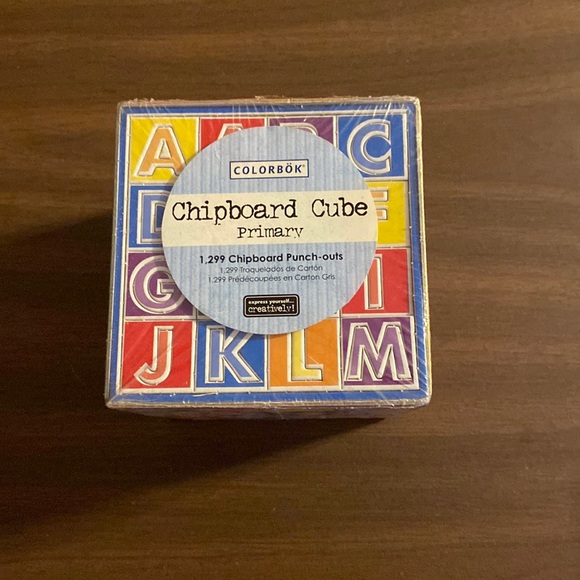 A A B C
COLORBÖK®
D F
Chipboard Cube
Primary
1,299 Chipboard Punch-outs
1,299 Troquelados de Cartón
1,299 Prédécoupées en Carton Gris
G I
express yourself...
creatively!
J K L M